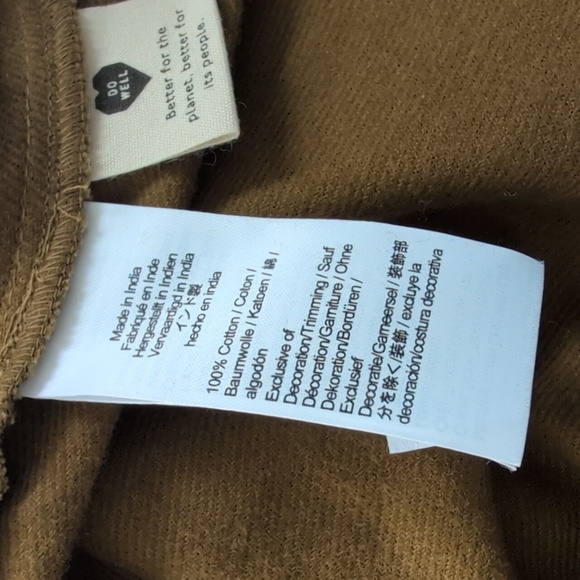 DO
WELL
Better for the
planet, better for
its people.
Made in India
Fabriqué en Inde
Hergestellt in Indien
Vervaardigd in India
インド製
hecho en India
100% Cotton / Coton /
Baumwolle / Katoen / 綿 /
algodón
Exclusive of
Decoration/Trimming / Sauf
Décoration/Garniture / Ohne
Dekoration/Bordüren /
Exclusief
Decoratie/Garneersel / 装飾部
分を除く/装飾 / excluye la
decoración/costura decorativa